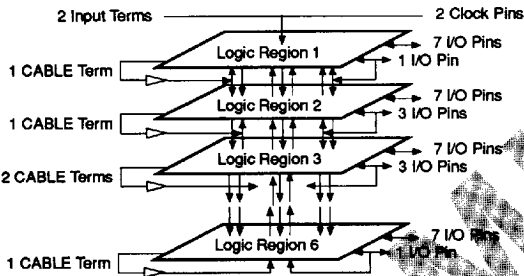 2 Input Terms
2 Clock Pins
Logic Region 1
7 I/O Pins
1 I/O Pin
1 CABLE Term
Logic Region 2
7 I/O Pins
3 I/O Pins
1 CABLE Term
Logic Region 3
7 I/O Pins
3 I/O Pins
2 CABLE Terms
Logic Region 6
7 I/O Pins
1 I/O Pin
1 CABLE Term